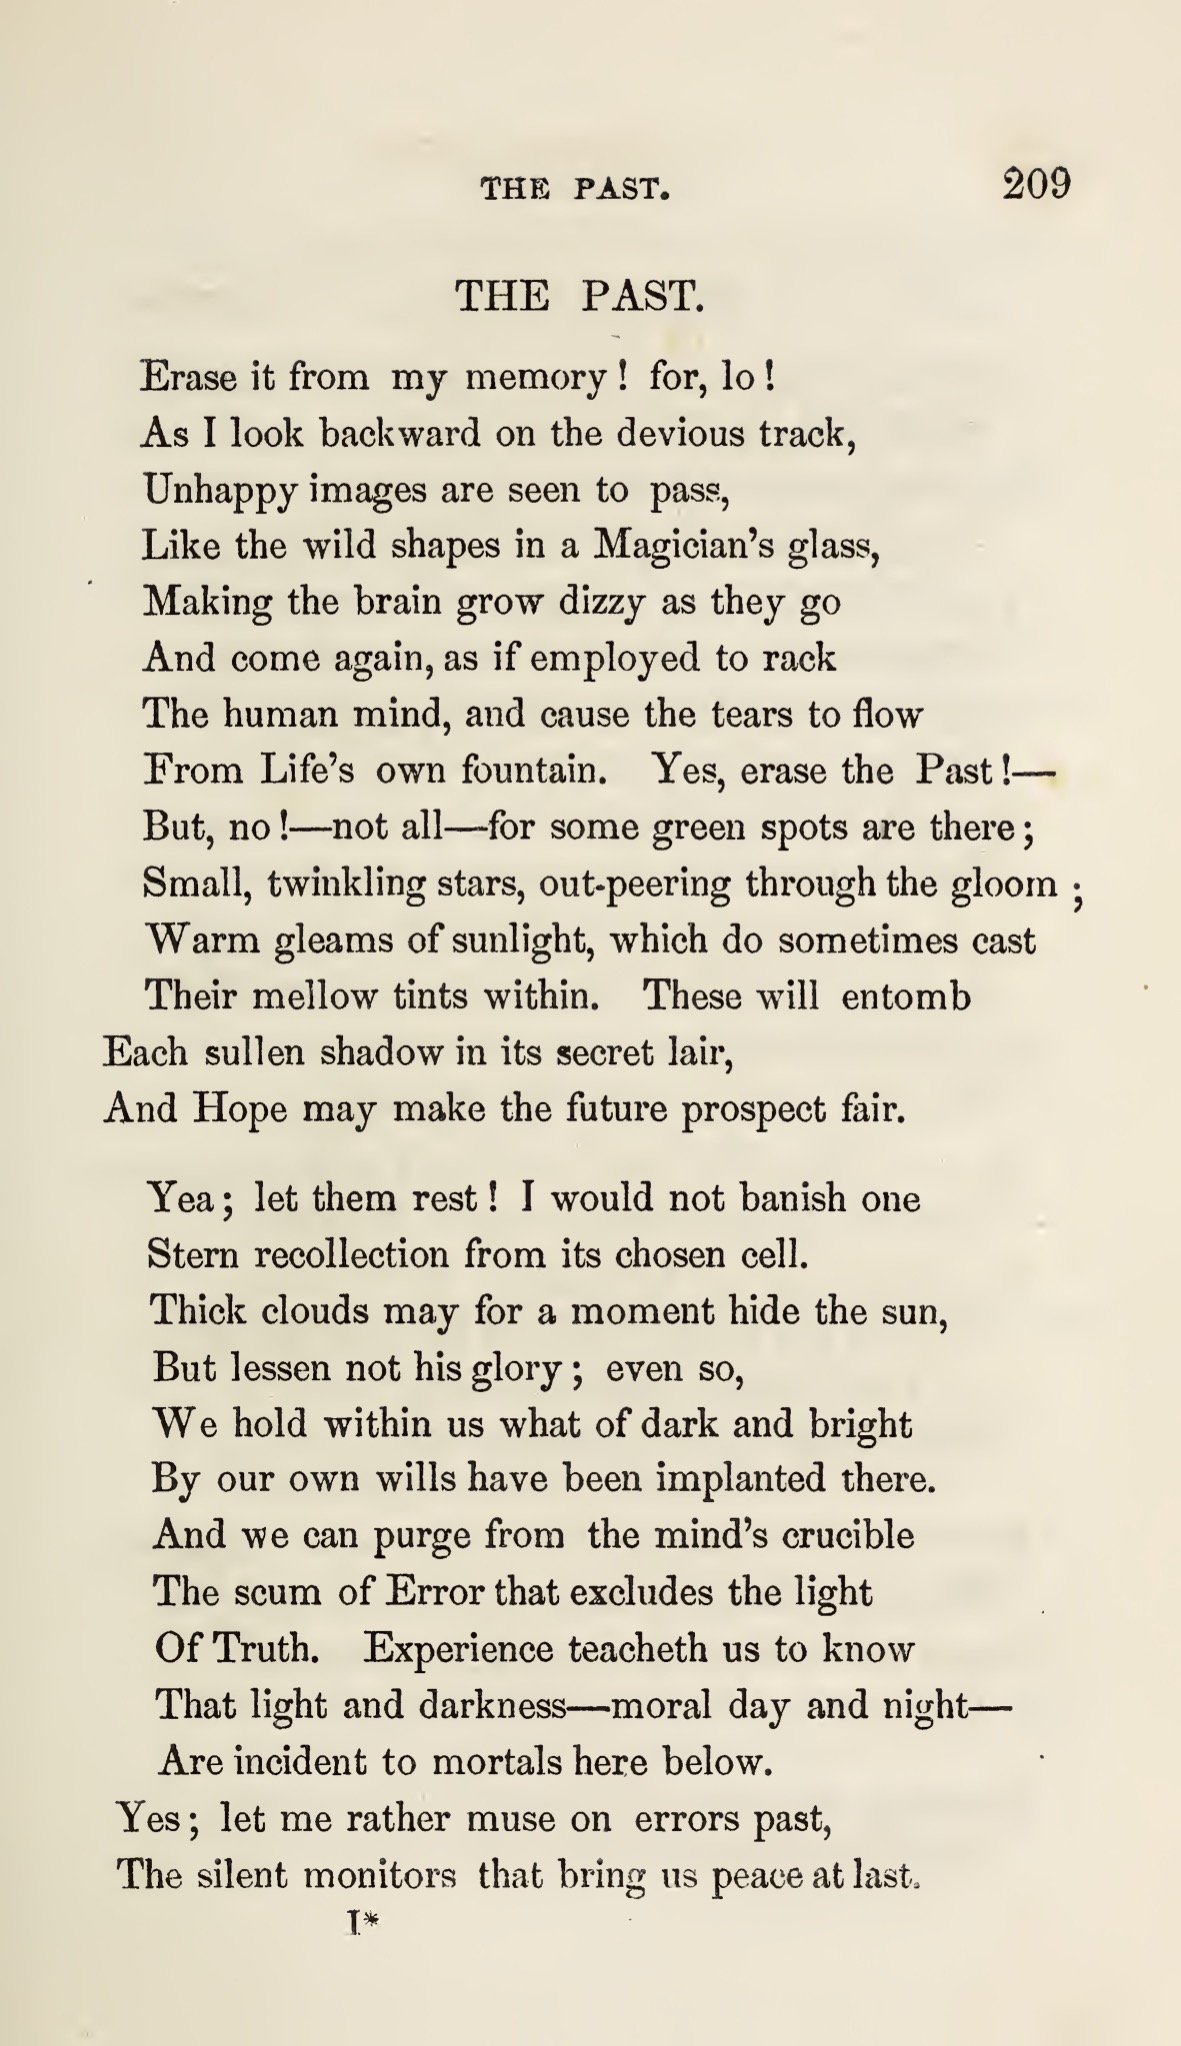 THE PAST. 209
THE PAST.
Erase it from my memory! for, lo!
As I look backward on the devious track,
Unhappy images are seen to pass,
Like the wild shapes in a Magician's glass,
Making the brain grow dizzy as they go
And come again, as if employed to rack
The human mind, and cause the tears to flow
From Life's own fountain. Yes, erase the Past!—
But, no!—not all—for some green spots are there;
Small, twinkling stars, out-peering through the gloom;
Warm gleams of sunlight, which do sometimes cast
Their mellow tints within. These will entomb
Each sullen shadow in its secret lair,
And Hope may make the future prospect fair.
Yea; let them rest! I would not banish one
Stern recollection from its chosen cell.
Thick clouds may for a moment hide the sun,
But lessen not his glory; even so,
We hold within us what of dark and bright
By our own wills have been implanted there.
And we can purge from the mind's crucible
The scum of Error that excludes the light
Of Truth. Experience teacheth us to know
That light and darkness—moral day and night—
Are incident to mortals here below.
Yes; let me rather muse on errors past,
The silent monitors that bring us peace at last.
I*